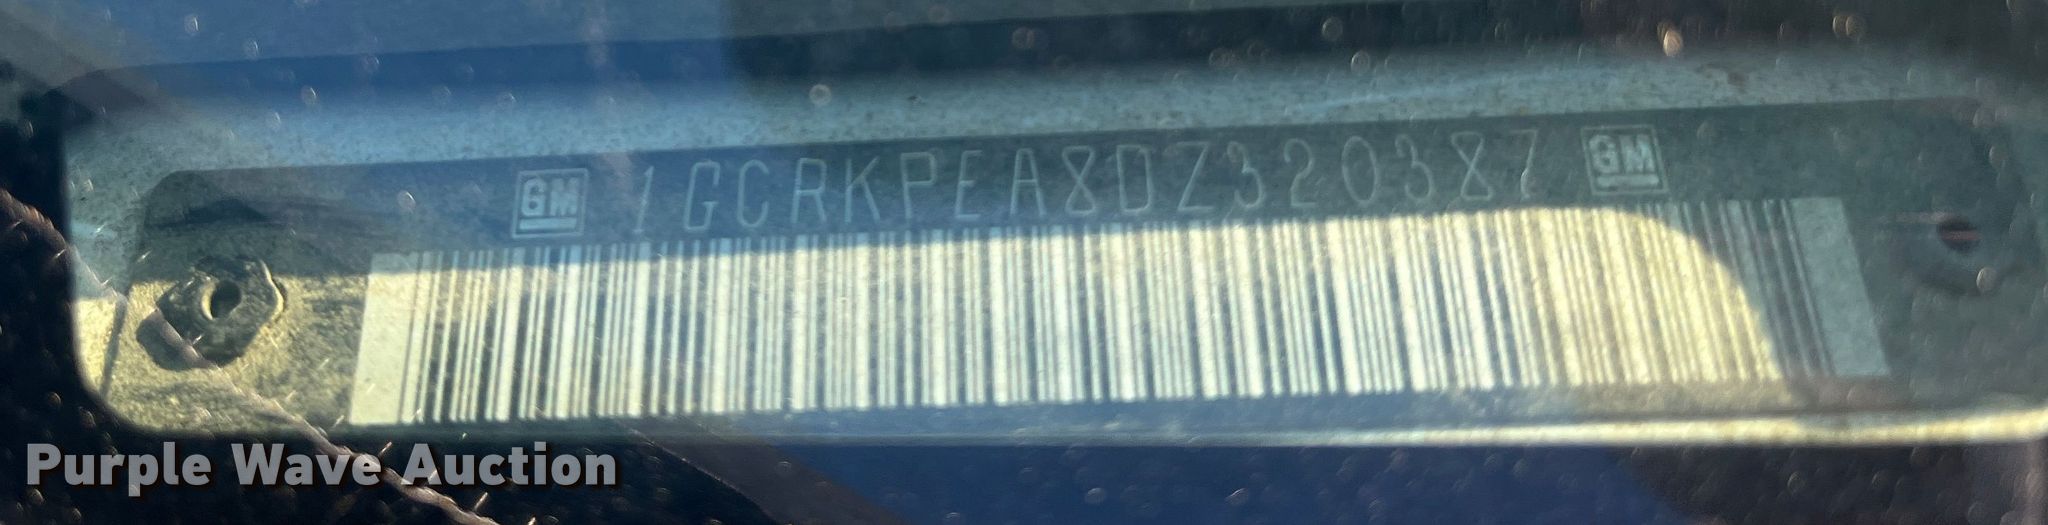 GM 1GCRKPEA8DZ320387 GM
Purple Wave Auction